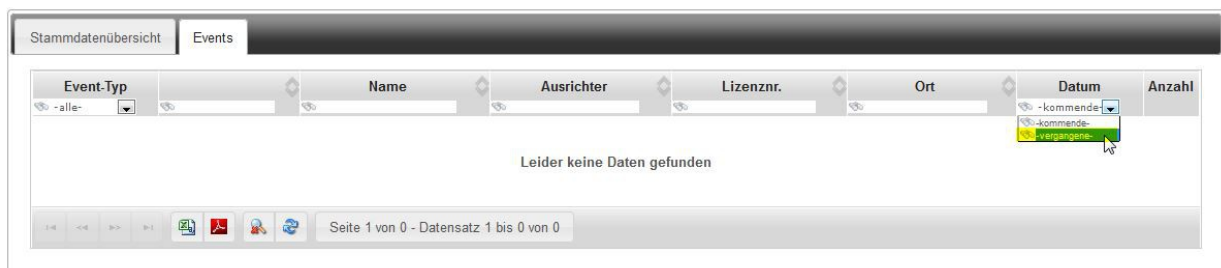 Stammdatenübersicht Events
Event-Typ Name Ausrichter Lizenznr. Ort Datum Anzahl
-alle- -kommende-
-kommende-
-vergangene-
Leider keine Daten gefunden
Seite 1 von 0 - Datensatz 1 bis 0 von 0